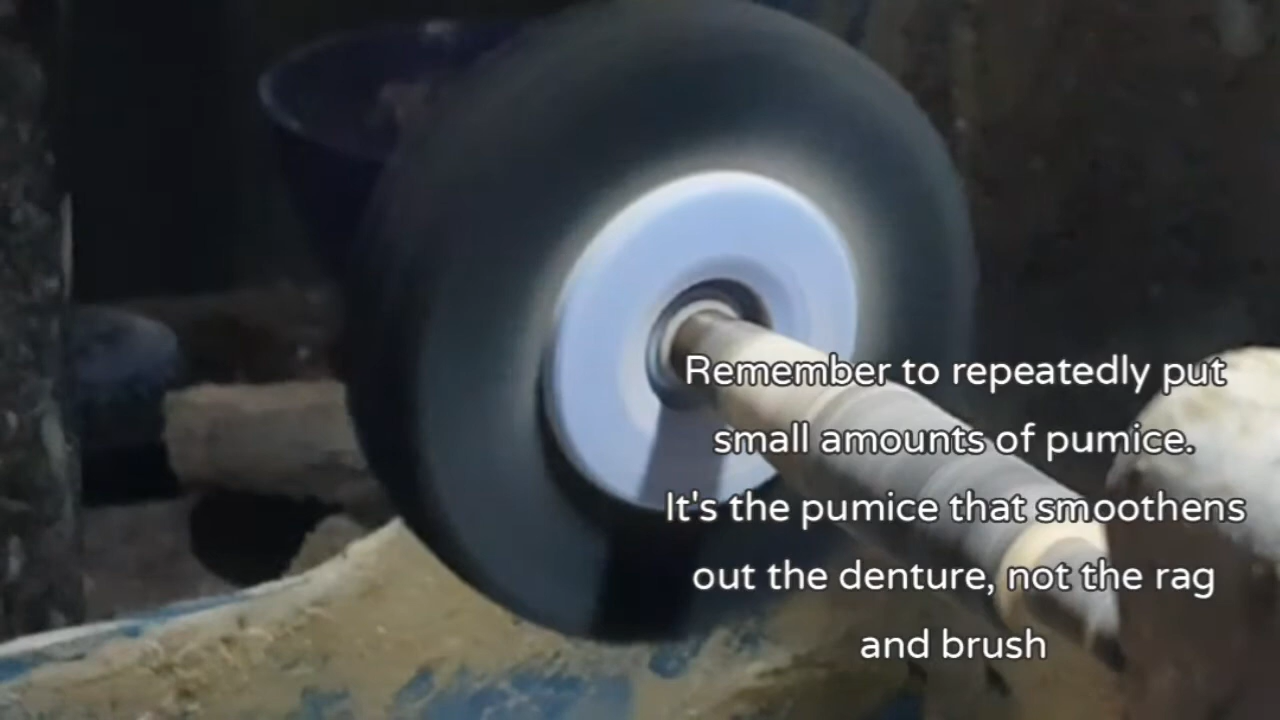 Remember to repeatedly put
small amounts of pumice.
It's the pumice that smoothens
out the denture, not the rag
and brush